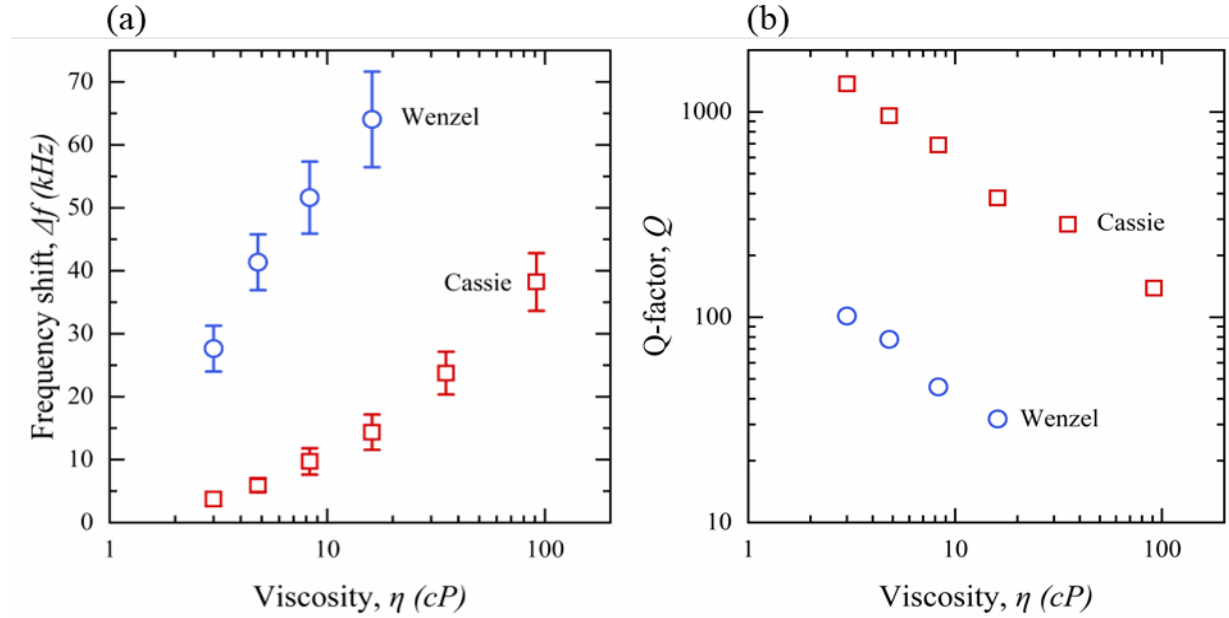 (a)
(b)
70
60
50
40
30
20
10
0
Frequency shift, Δf (kHz)
Wenzel
Cassie
1
10
100
Viscosity, η (cP)
1000
100
10
Q-factor, Q
Cassie
Wenzel
1
10
100
Viscosity, η (cP)